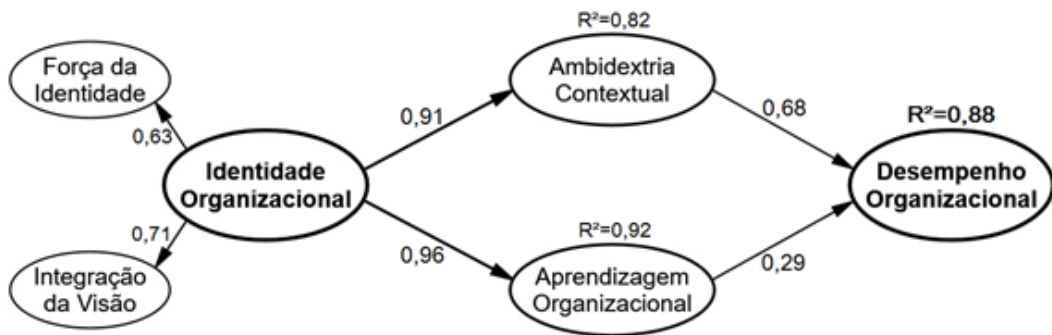 R²=0,82
Força da
Identidade
Ambidextria
Contextual
0,63
0,91
0,68
R²=0,88
Identidade
Organizacional
Desempenho
Organizacional
0,71
0,96
R²=0,92
0,29
Integração
da Visão
Aprendizagem
Organizacional